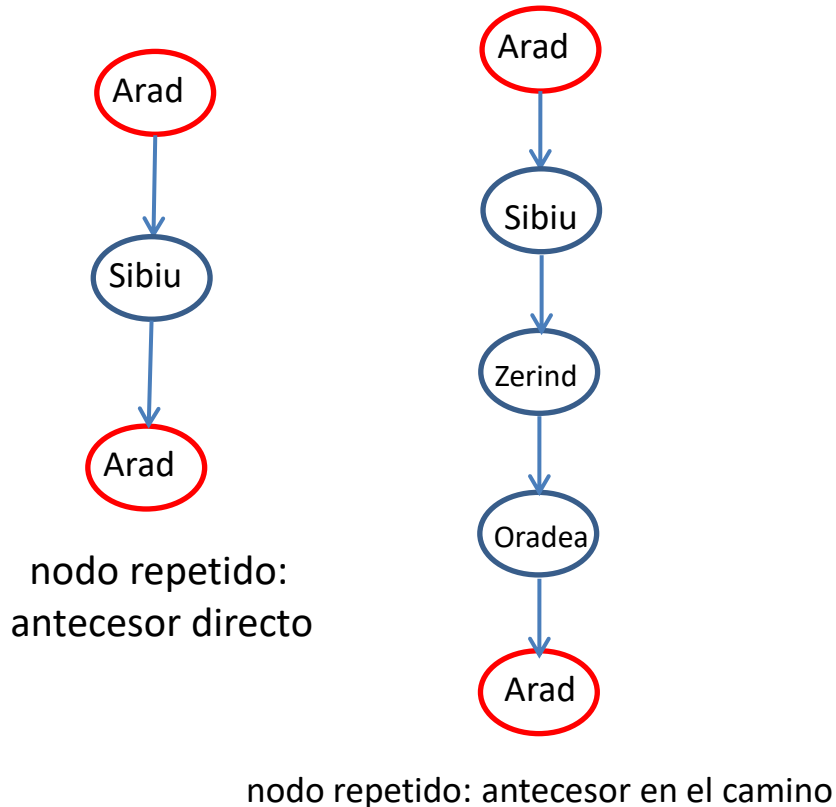 Arad
Sibiu
Arad
nodo repetido:
antecesor directo
Arad
Sibiu
Zerind
Oradea
Arad
nodo repetido: antecesor en el camino